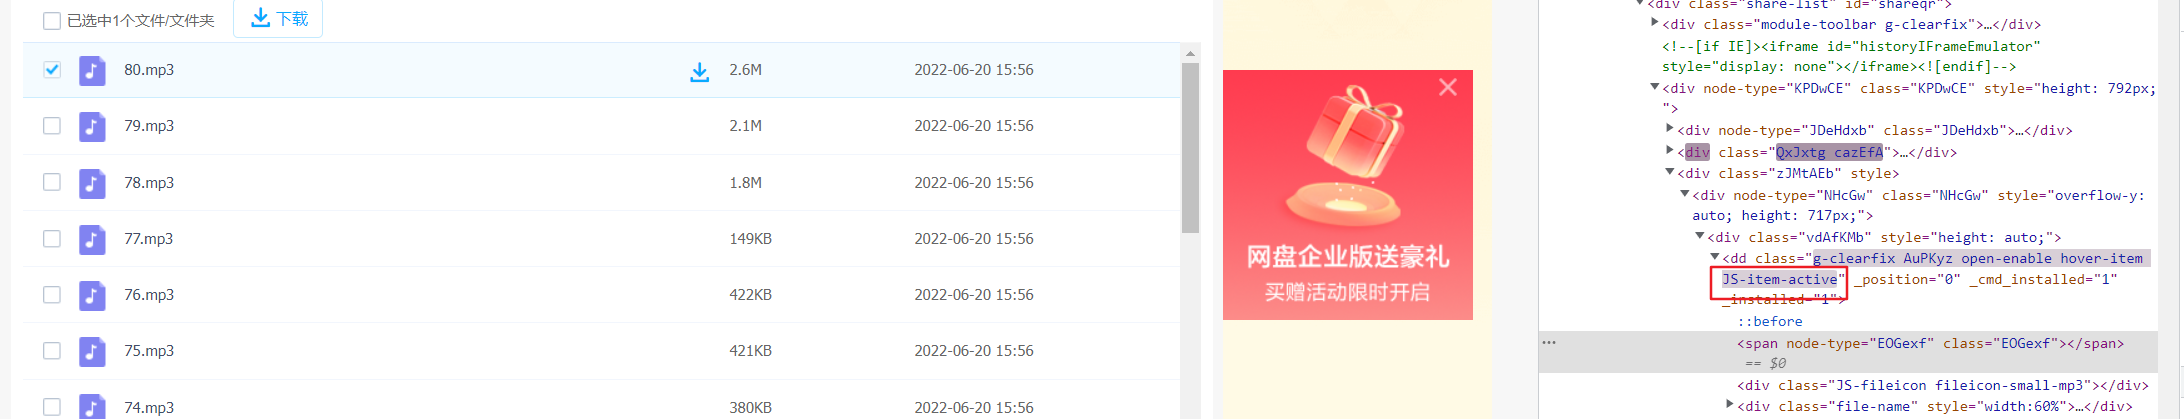 已选中1个文件/文件夹 下载
80.mp3 2.6M 2022-06-20 15:56
79.mp3 2.1M 2022-06-20 15:56
78.mp3 1.8M 2022-06-20 15:56
77.mp3 149KB 2022-06-20 15:56
76.mp3 422KB 2022-06-20 15:56
75.mp3 421KB 2022-06-20 15:56
74.mp3 380KB 2022-06-20 15:56
网盘企业版送豪礼
买赠活动限时开启
<div class="share-list" id="shareqr">
<div class="module-toolbar g-clearfix">…</div>
<!--[if IE]><iframe id="historyIFrameEmulator"
style="display: none"></iframe><![endif]-->
<div node-type="KPDwCE" class="KPDwCE" style="height: 792px;
">
<div node-type="JDeHdxb" class="JDeHdxb">…</div>
<div class="QxJxtg cazEfA">…</div>
<div class="zJMtAEb" style>
<div node-type="NHcGw" class="NHcGw" style="overflow-y:
auto; height: 717px;">
<div class="vdAfKMb" style="height: auto;">
<dd class="g-clearfix AuPKyz open-enable hover-item
JS-item-active" _position="0" _cmd_installed="1"
_installed="1">
::before
<span node-type="EOGexf" class="EOGexf"></span>
== $0
<div class="JS-fileicon fileicon-small-mp3"></div>
<div class="file-name" style="width:60%">…</div>